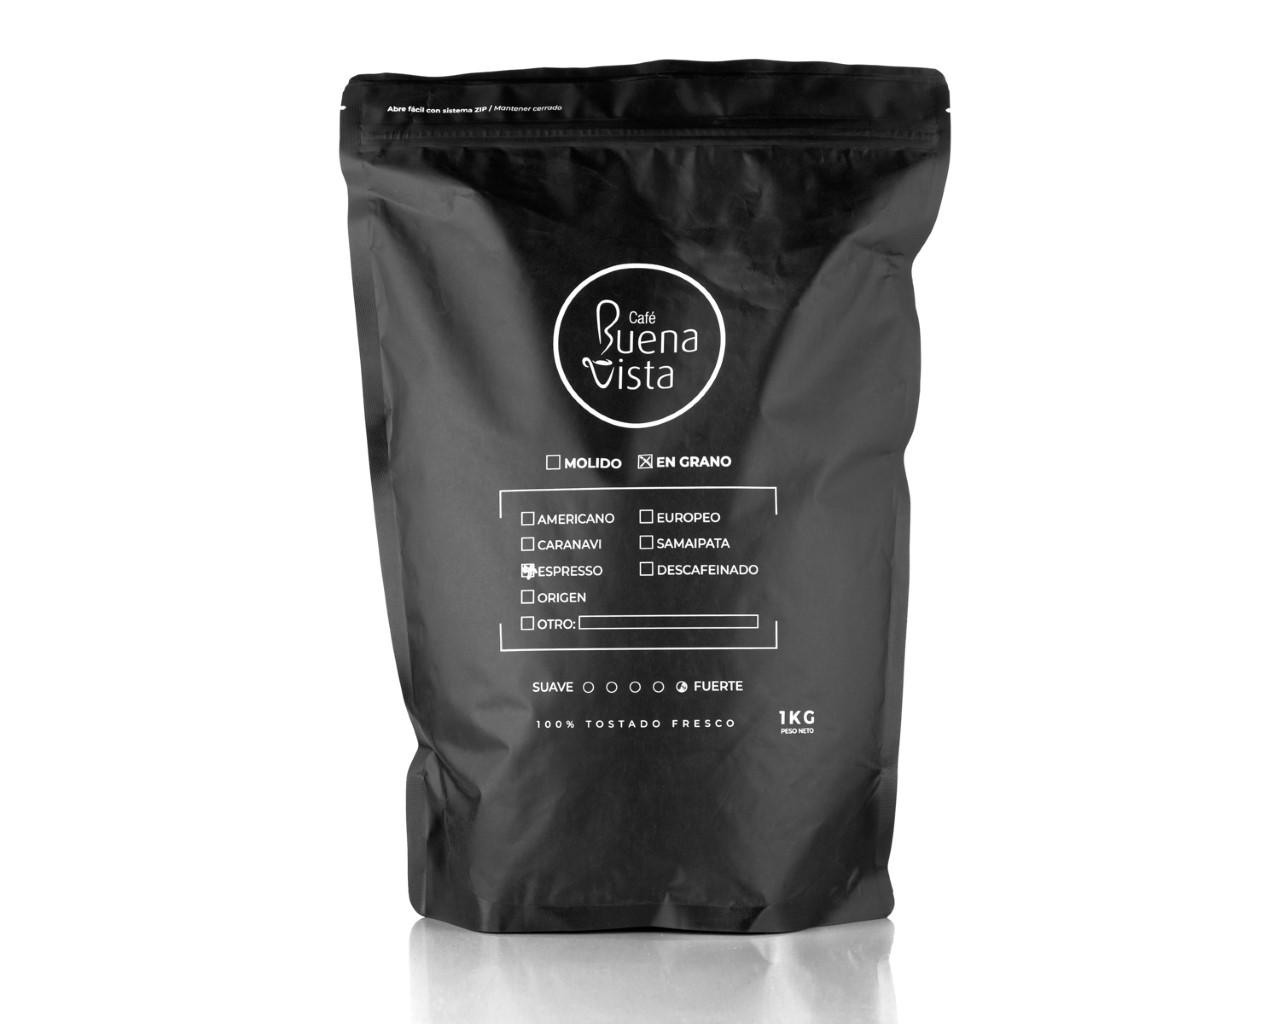 Abre fácil con sistema ZIP / Mantener cerrado
Café
Buena
Vista
MOLIDO EN GRANO
AMERICANO EUROPEO
CARANAVI SAMAIPATA
ESPRESSO DESCAFEINADO
ORIGEN
OTRO:
SUAVE FUERTE
100% TOSTADO FRESCO
1KG
PESO NETO